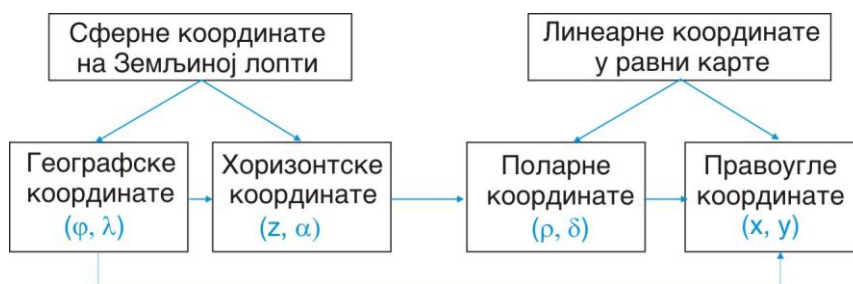 Сферне координате
на Земљиној лопти
Линеарне координате
у равни карте
Географске
координате
(φ, λ)
Хоризонтске
координате
(z, α)
Поларне
координате
(ρ, δ)
Правоугле
координате
(x, y)